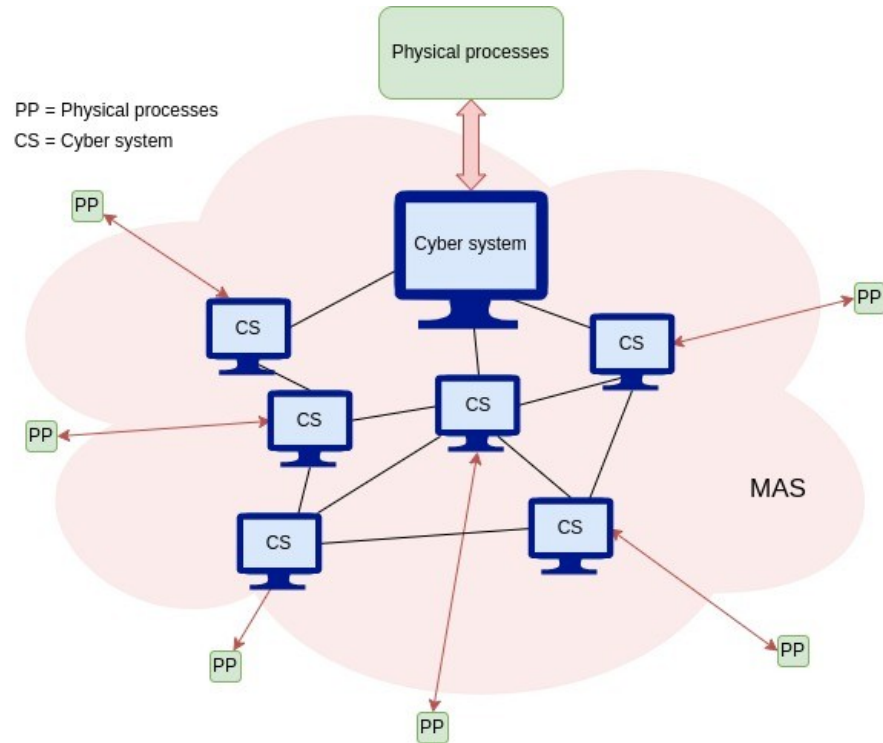 Physical processes
PP = Physical processes
CS = Cyber system
PP
Cyber system
PP
CS
CS
CS
CS
PP
MAS
CS
CS
PP
PP
PP